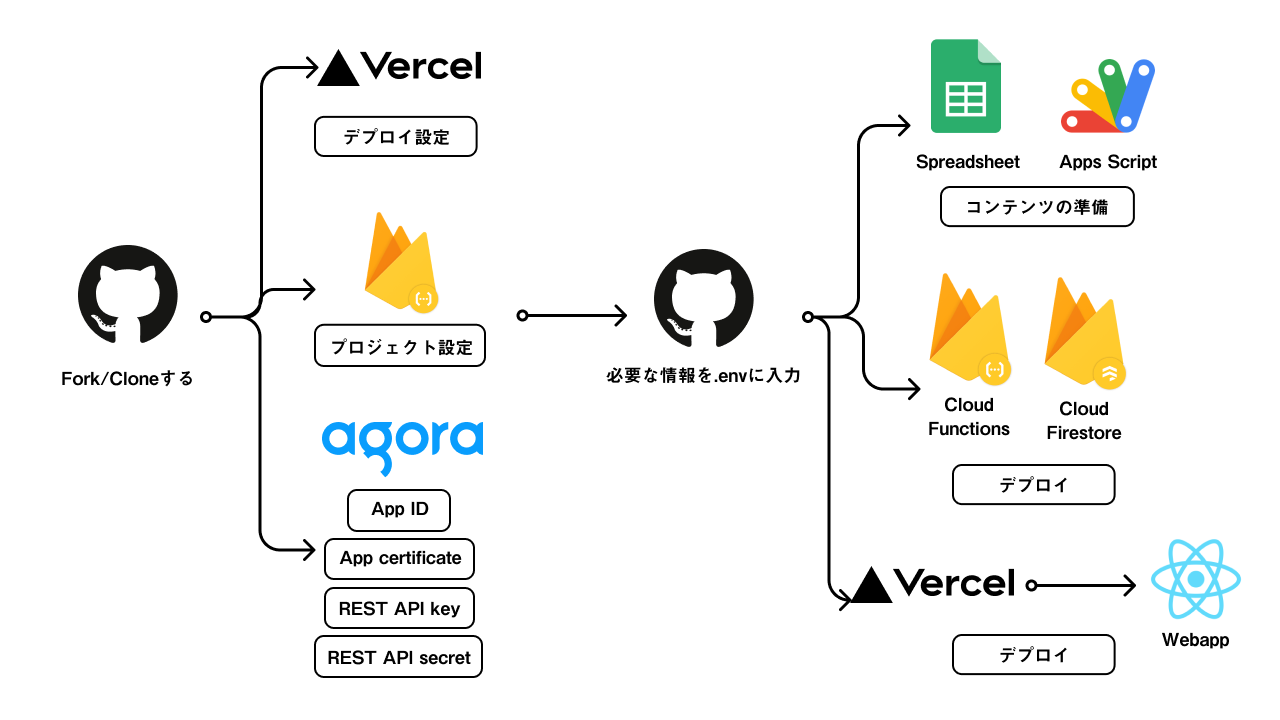 Fork/Cloneする
Vercel
デプロイ設定
プロジェクト設定
agora
App ID
App certificate
REST API key
REST API secret
必要な情報を.envに入力
Spreadsheet
Apps Script
コンテンツの準備
Cloud
Functions
Cloud
Firestore
デプロイ
Vercel
デプロイ
Webapp